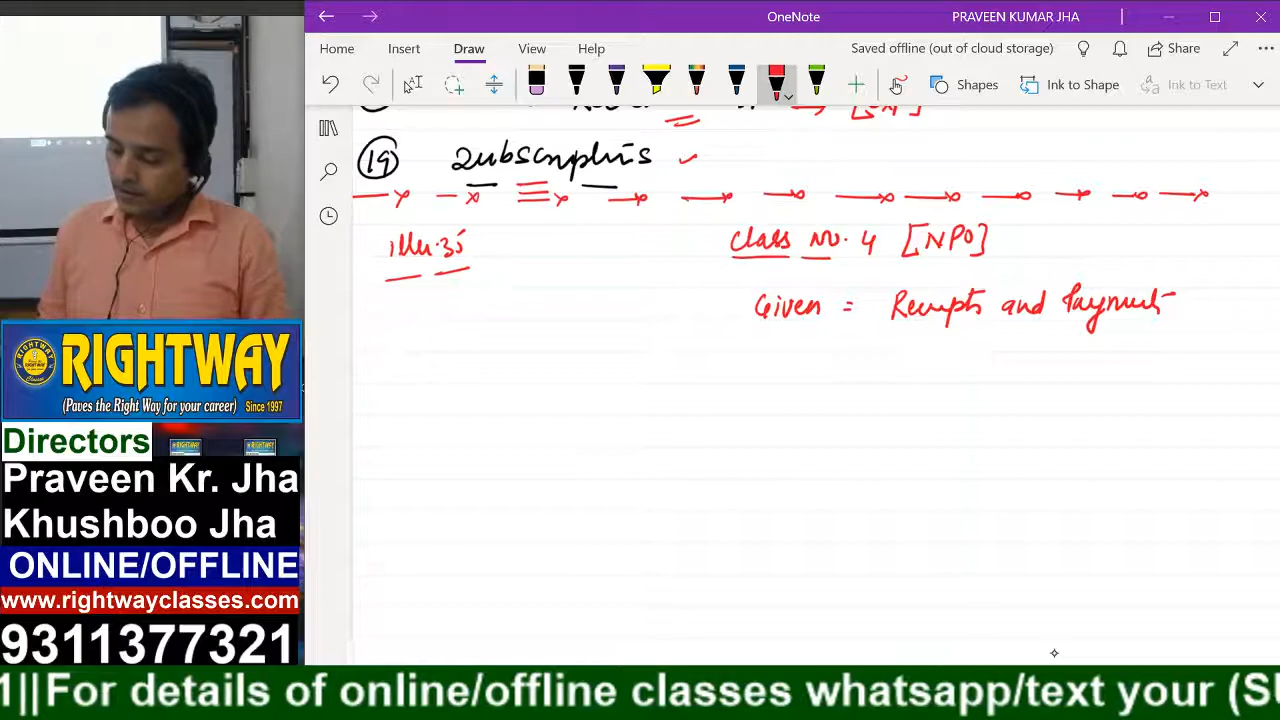 OneNote
PRAVEEN KUMAR JHA
Home Insert Draw View Help
Saved offline (out of cloud storage)
Share
Shapes
Ink to Shape
Ink to Text
19 Subscriptions
illu. 35
Class No. 4 [NPO]
Given = Receipts and Payment
RIGHTWAY
(Paves the Right Way for your career) Since 1997
Directors
Praveen Kr. Jha
Khushboo Jha
ONLINE/OFFLINE
www.rightwayclasses.com
9311377321
1||For details of online/offline classes whatsapp/text your (S